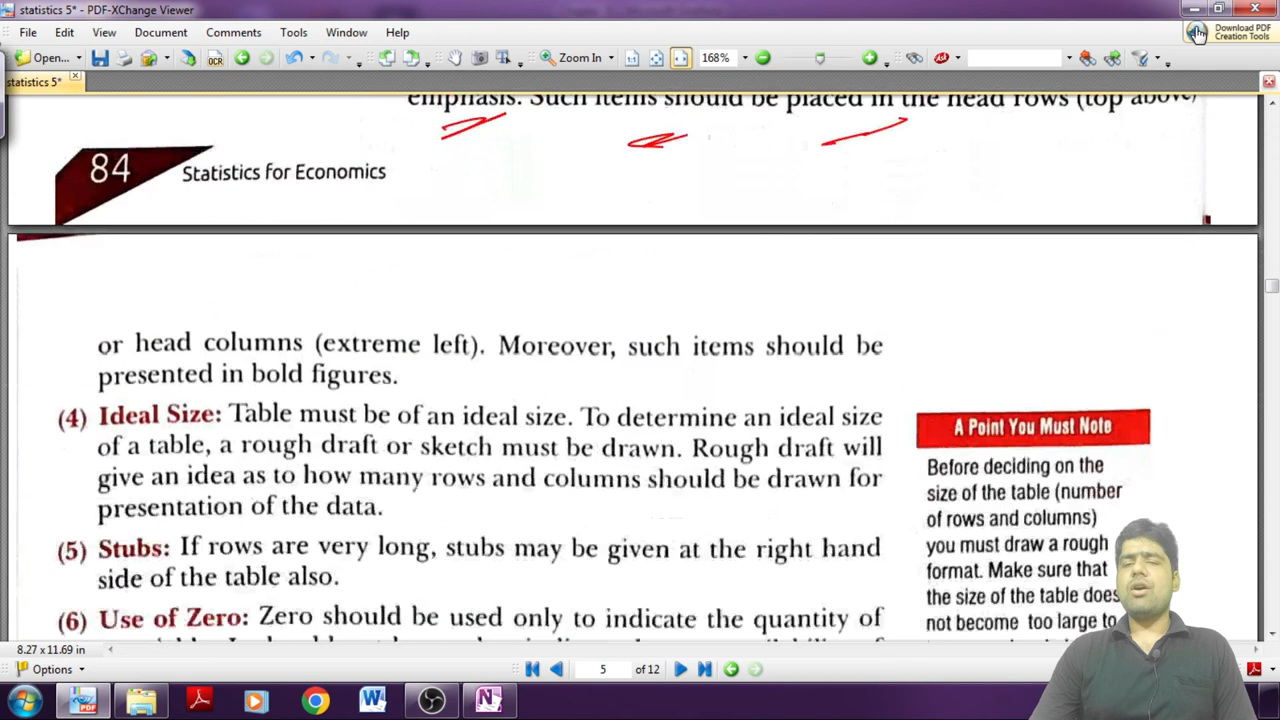 statistics 5* - PDF-XChange Viewer
File Edit View Document Comments Tools Window Help
Download PDF
Creation Tools
Open... OCR Zoom In 168%
statistics 5*
emphasis. Such items should be placed in the head rows (top above
84 Statistics for Economics
or head columns (extreme left). Moreover, such items should be
presented in bold figures.
(4) Ideal Size: Table must be of an ideal size. To determine an ideal size
of a table, a rough draft or sketch must be drawn. Rough draft will
give an idea as to how many rows and columns should be drawn for
presentation of the data.
(5) Stubs: If rows are very long, stubs may be given at the right hand
side of the table also.
(6) Use of Zero: Zero should be used only to indicate the quantity of
A Point You Must Note
Before deciding on the
size of the table (number
of rows and columns)
you must draw a rough
format. Make sure that
the size of the table does
not become too large to
8.27 x 11.69 in
Options 5 of 12